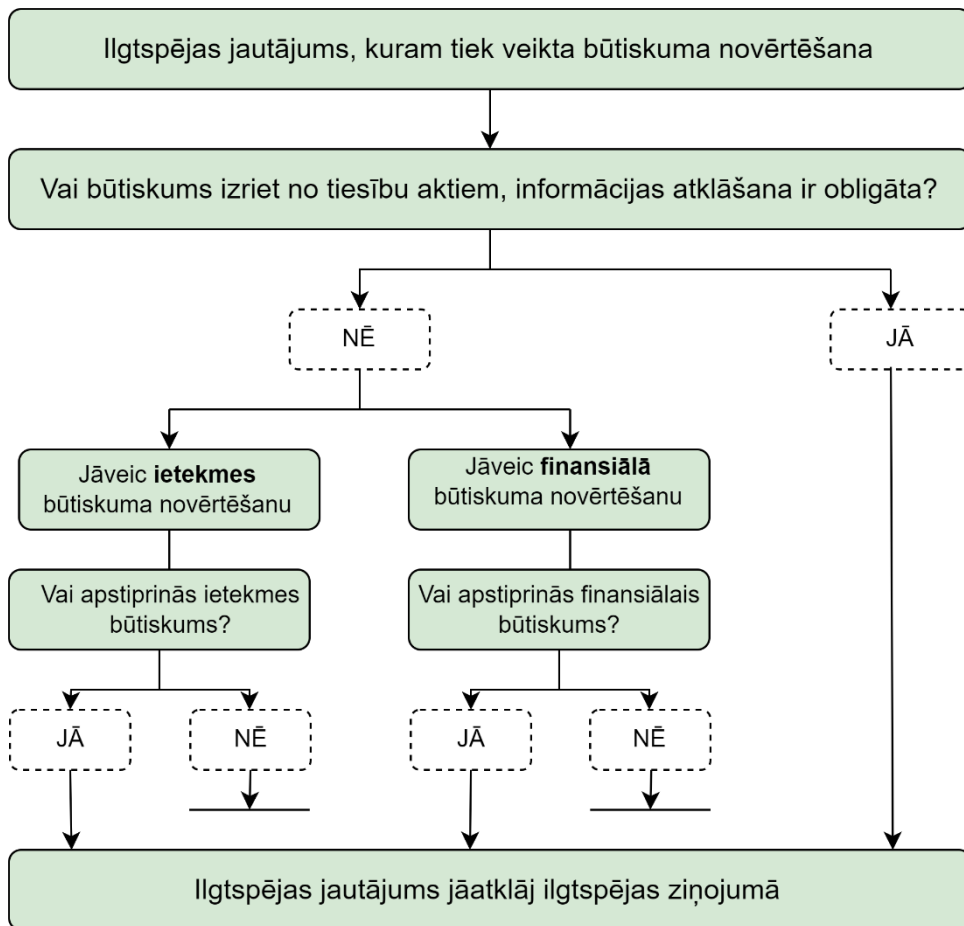 Ilgtspējas jautājums, kuram tiek veikta būtiskuma novērtēšana
Vai būtiskums izriet no tiesību aktiem, informācijas atklāšana ir obligāta?
NĒ
JĀ
Jāveic ietekmes
būtiskuma novērtēšanu
Jāveic finansiālā
būtiskuma novērtēšanu
Vai apstiprinās ietekmes
būtiskums?
Vai apstiprinās finansiālais
būtiskums?
JĀ
NĒ
JĀ
NĒ
Ilgtspējas jautājums jāatklāj ilgtspējas ziņojumā